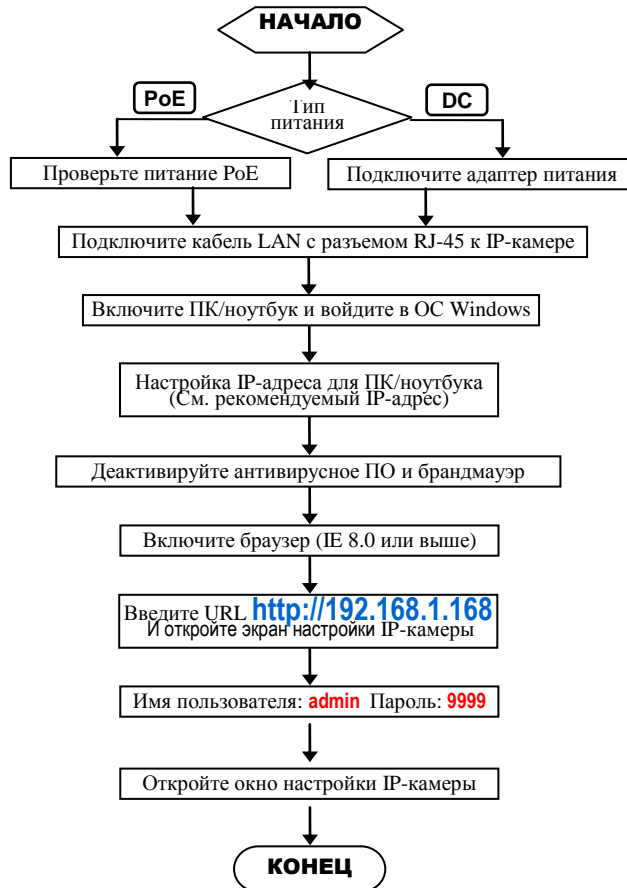 НАЧАЛО
PoE
Тип
питания
DC
Проверьте питание PoE
Подключите адаптер питания
Подключите кабель LAN с разъемом RJ-45 к IP-камере
Включите ПК/ноутбук и войдите в ОС Windows
Настройка IP-адреса для ПК/ноутбука
(См. рекомендуемый IP-адрес)
Деактивируйте антивирусное ПО и брандмауэр
Включите браузер (IE 8.0 или выше)
Введите URL http://192.168.1.168
И откройте экран настройки IP-камеры
Имя пользователя: admin Пароль: 9999
Откройте окно настройки IP-камеры
КОНЕЦ